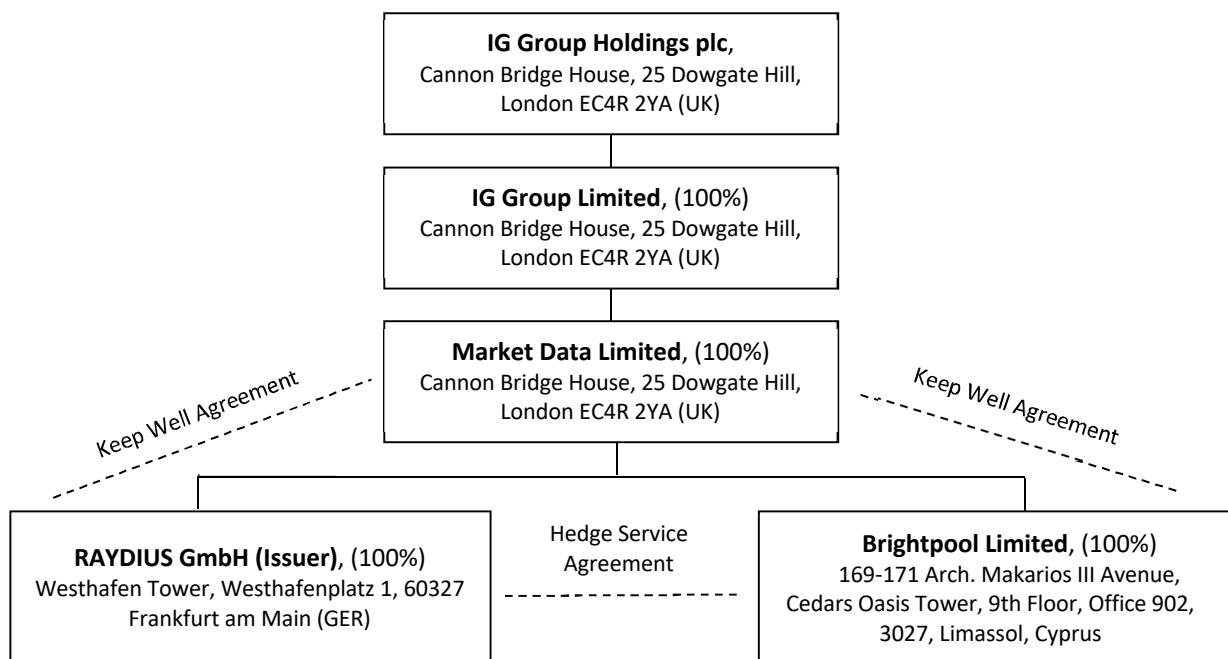 IG Group Holdings plc,
Cannon Bridge House, 25 Dowgate Hill,
London EC4R 2YA (UK)
IG Group Limited, (100%)
Cannon Bridge House, 25 Dowgate Hill,
London EC4R 2YA (UK)
Market Data Limited, (100%)
Cannon Bridge House, 25 Dowgate Hill,
London EC4R 2YA (UK)
Keep Well Agreement
Keep Well Agreement
RAYDIUS GmbH (Issuer), (100%)
Westhafen Tower, Westhafenplatz 1, 60327
Frankfurt am Main (GER)
Hedge Service
Agreement
Brightpool Limited, (100%)
169-171 Arch. Makarios III Avenue,
Cedars Oasis Tower, 9th Floor, Office 902,
3027, Limassol, Cyprus